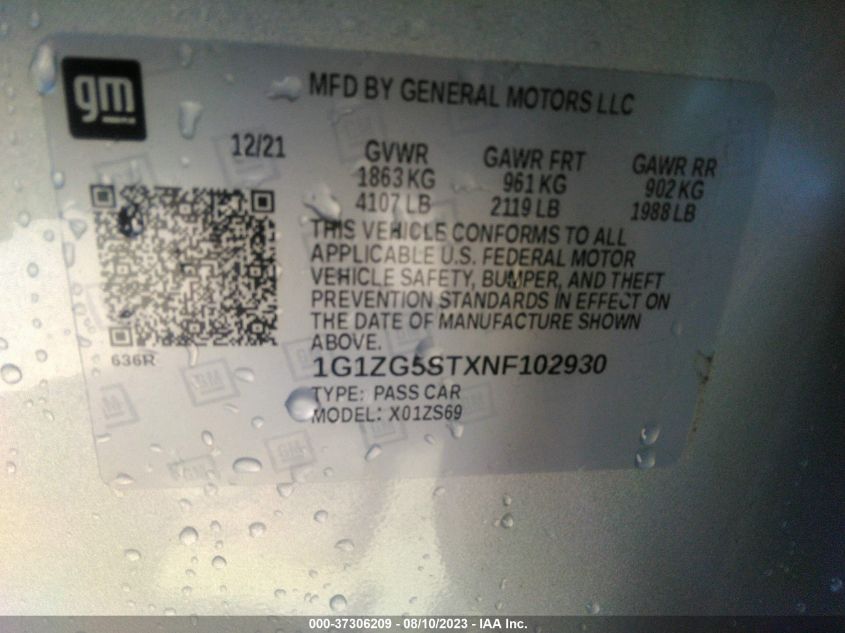 gm
MFD BY GENERAL MOTORS LLC
12/21
GVWR GAWR FRT GAWR RR
1863 KG 961 KG 902 KG
4107 LB 2119 LB 1988 LB
THIS VEHICLE CONFORMS TO ALL
APPLICABLE U.S. FEDERAL MOTOR
VEHICLE SAFETY, BUMPER, AND THEFT
PREVENTION STANDARDS IN EFFECT ON
THE DATE OF MANUFACTURE SHOWN
ABOVE.
636R
1G1ZG5STXNF102930
TYPE: PASS CAR
MODEL: X01ZS69
GM GM GM
000-37306209 - 08/10/2023 - IAA Inc.